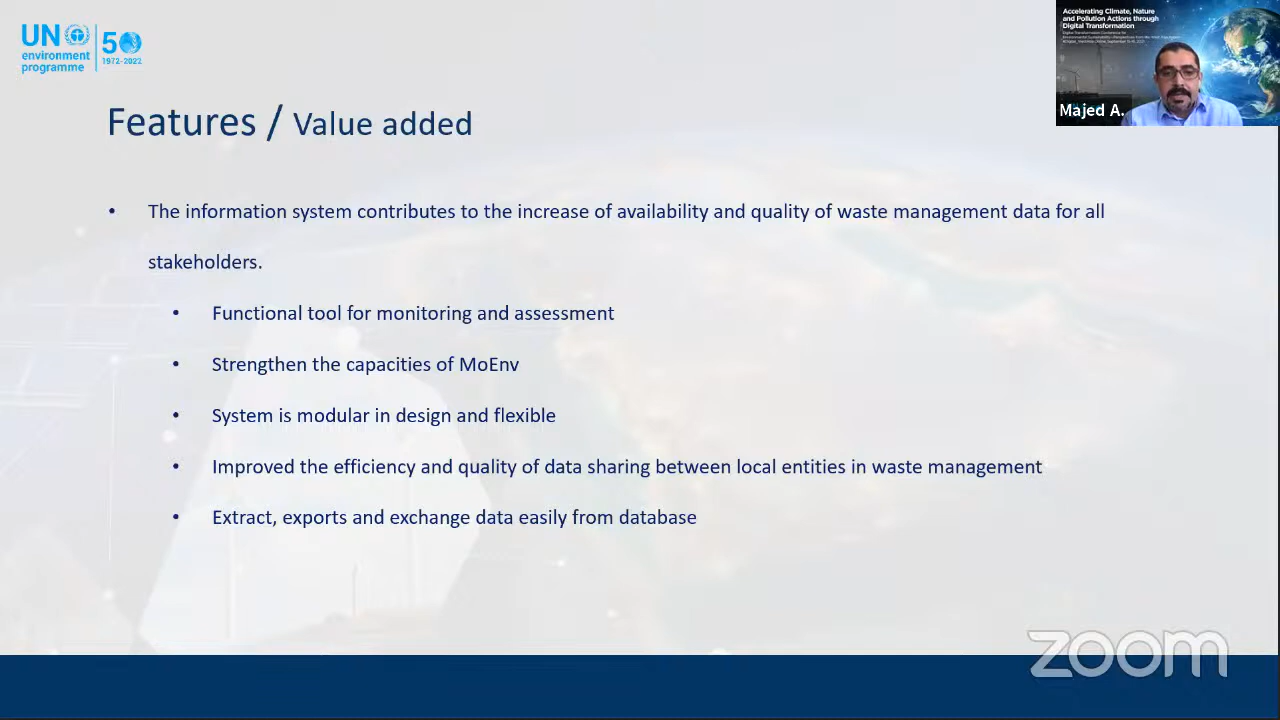 UN
environment
programme
50
1972-2022
Accelerating Climate, Nature
and Pollution Actions through
Digital Transformation
Majed A.
Features / Value added
• The information system contributes to the increase of availability and quality of waste management data for all
stakeholders.
• Functional tool for monitoring and assessment
• Strengthen the capacities of MoEnv
• System is modular in design and flexible
• Improved the efficiency and quality of data sharing between local entities in waste management
• Extract, exports and exchange data easily from database
zoom